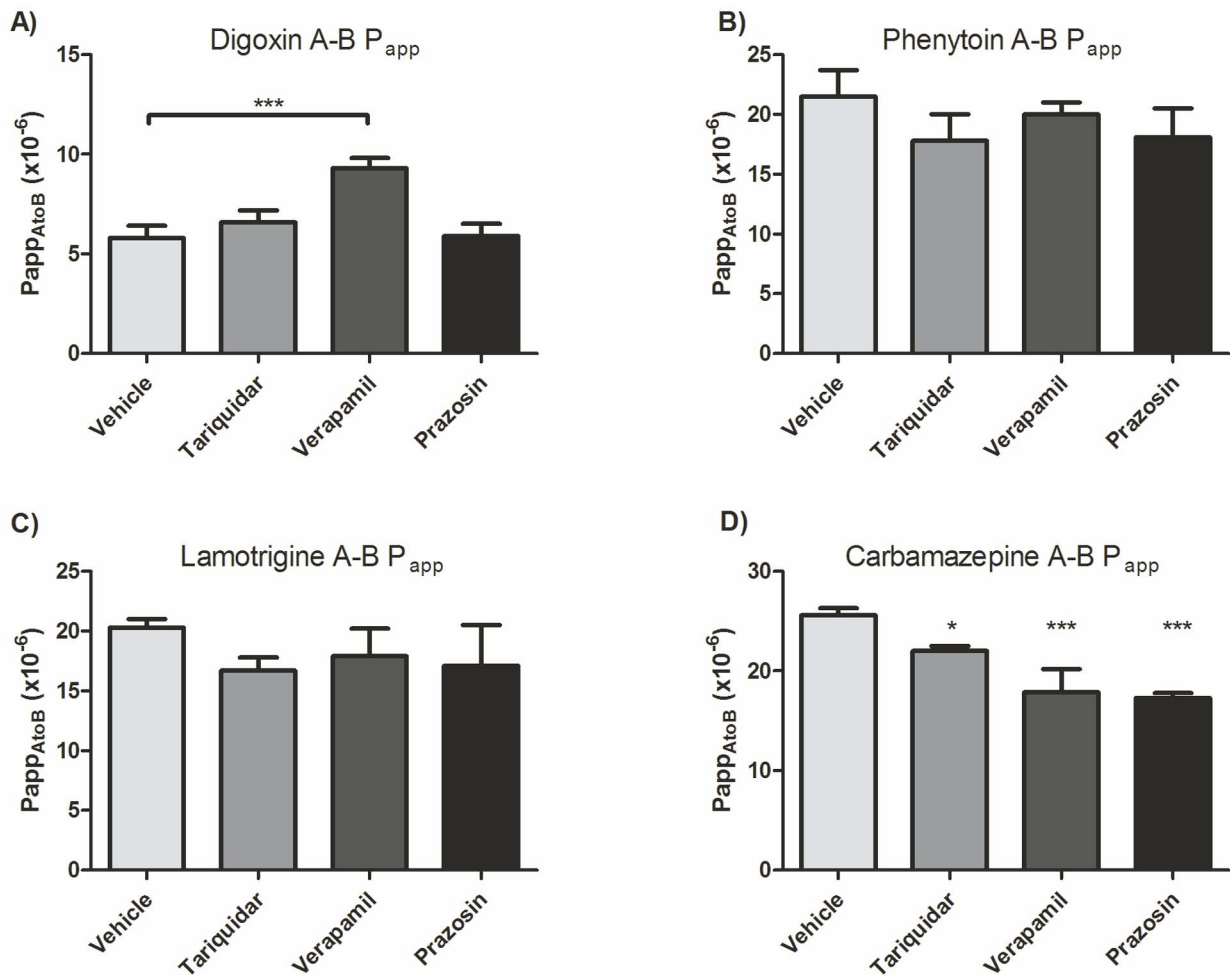 A)
Digoxin A-B Papp
PappAtoB (x10-6)
15
10
5
0
***
Vehicle
Tariquidar
Verapamil
Prazosin
B)
Phenytoin A-B Papp
PappAtoB (x10-6)
25
20
15
10
5
0
Vehicle
Tariquidar
Verapamil
Prazosin
C)
Lamotrigine A-B Papp
PappAtoB (x10-6)
25
20
15
10
5
0
Vehicle
Tariquidar
Verapamil
Prazosin
D)
Carbamazepine A-B Papp
PappAtoB (x10-6)
30
20
10
0
* *** ***
Vehicle
Tariquidar
Verapamil
Prazosin